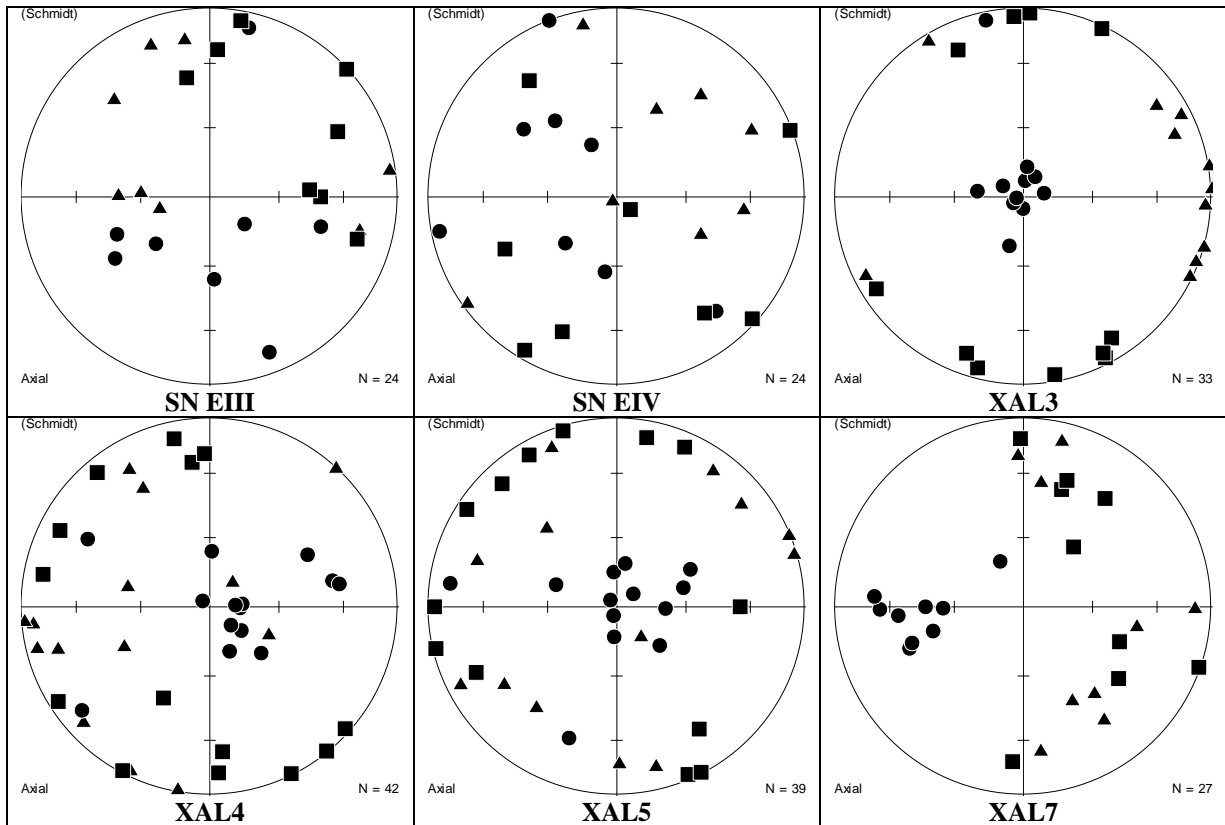 (Schmidt) (Schmidt) (Schmidt)
Axial N = 24 Axial N = 24 Axial N = 33
SN EIII SN EIV XAL3
(Schmidt) (Schmidt) (Schmidt)
Axial N = 42 Axial N = 39 Axial N = 27
XAL4 XAL5 XAL7